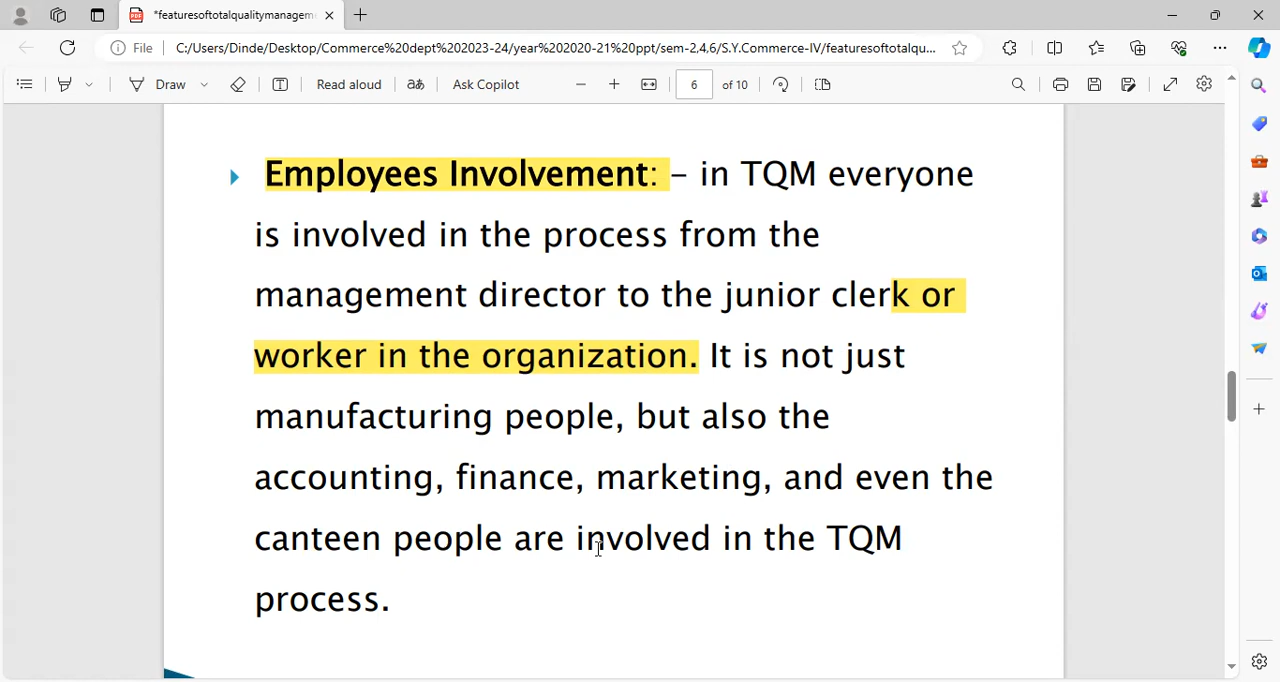 *featuresoftotalqualitymanagem
File
C:/Users/Dinde/Desktop/Commerce%20dept%202023-24/year%202020-21%20ppt/sem-2,4,6/S.Y.Commerce-IV/featuresoftotalqu...
Draw
Read aloud
aあ
Ask Copilot
6
of 10
Employees Involvement: – in TQM everyone
is involved in the process from the
management director to the junior clerk or
worker in the organization. It is not just
manufacturing people, but also the
accounting, finance, marketing, and even the
canteen people are involved in the TQM
process.